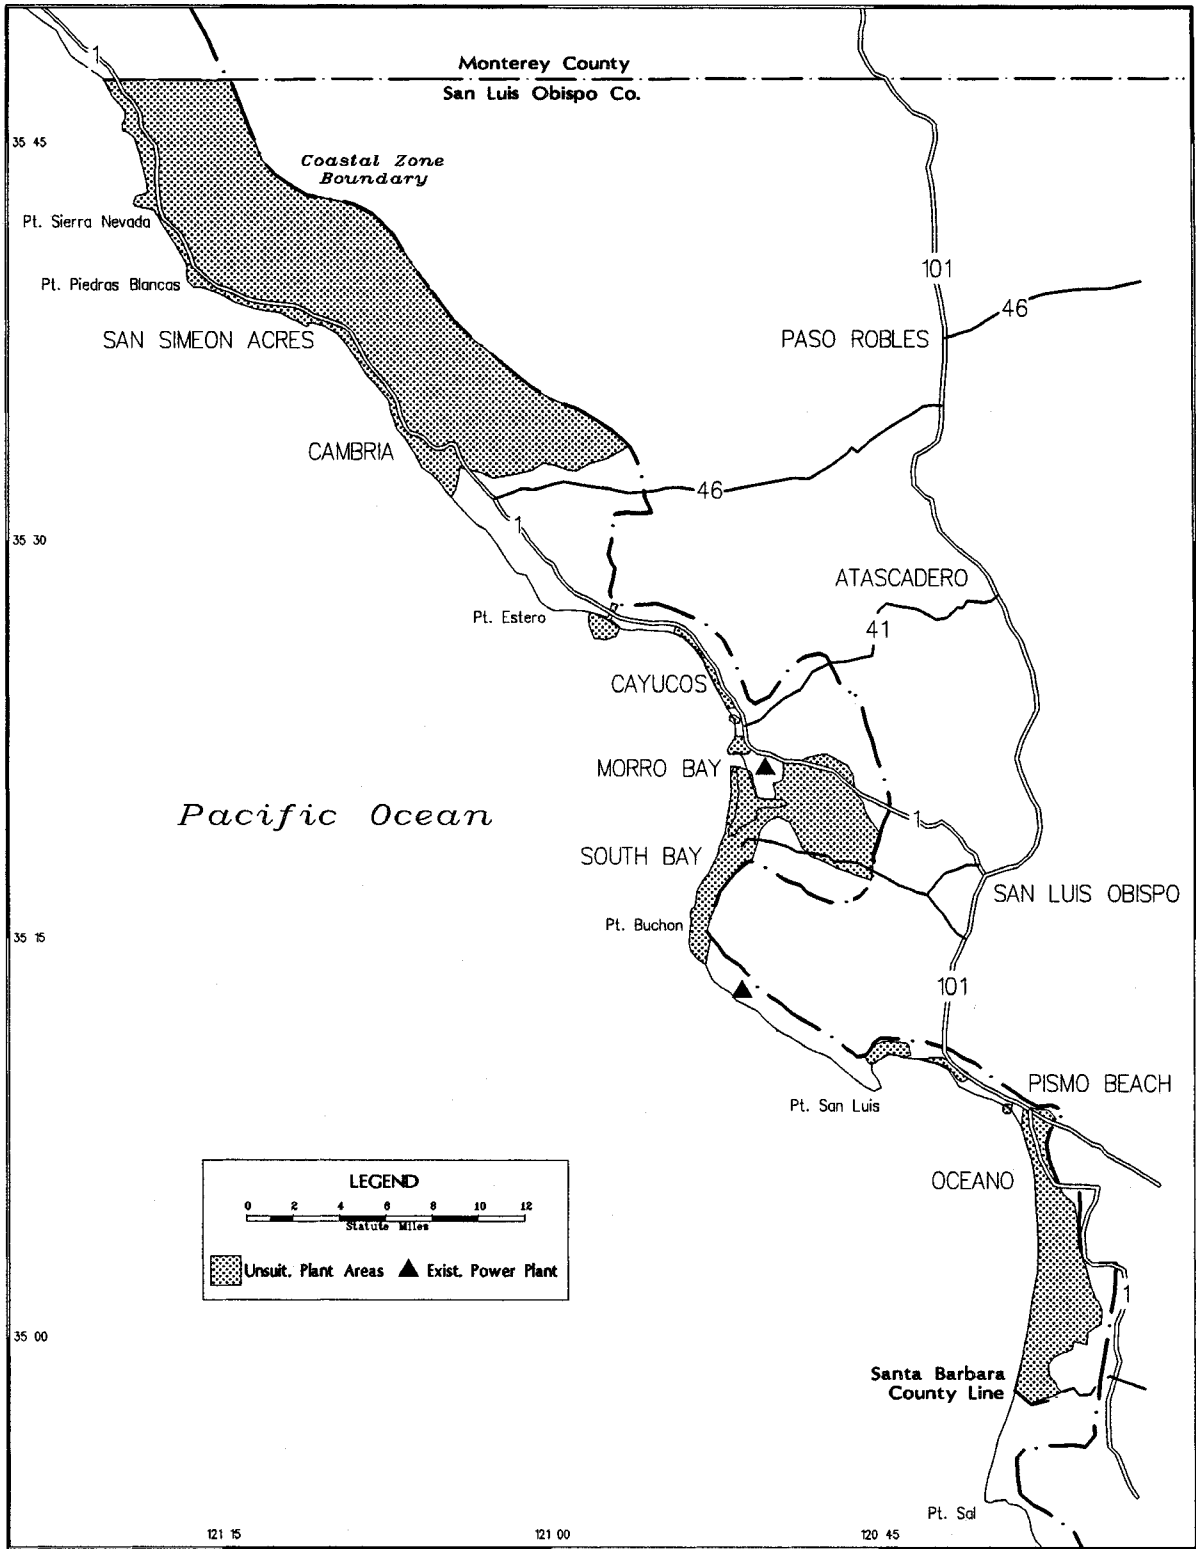 1
Monterey County
San Luis Obispo Co.
35 45
Coastal Zone
Boundary
Pt. Sierra Nevada
101
Pt. Piedras Blancas
46
SAN SIMEON ACRES
PASO ROBLES
CAMBRIA
46
1
35 30
ATASCADERO
Pt. Estero
41
CAYUCOS
MORRO BAY
Pacific Ocean
1
SOUTH BAY
SAN LUIS OBISPO
Pt. Buchon
35 15
101
PISMO BEACH
Pt. San Luis
LEGEND
0 2 4 6 8 10 12
Statute Miles
Unsuit. Plant Areas
Exist. Power Plant
OCEANO
1
35 00
Santa Barbara
County Line
Pt. Sal
121 15
121 00
120 45